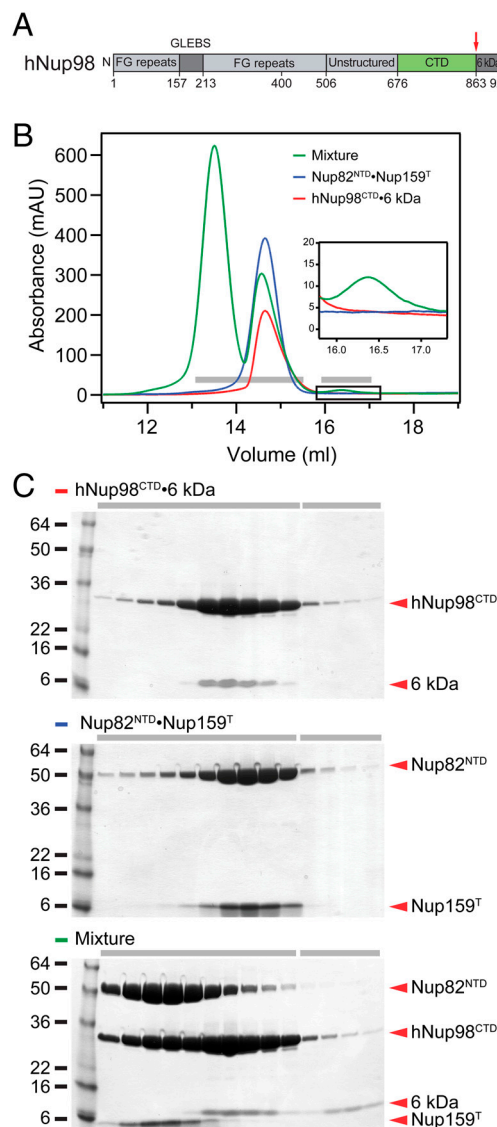 A
GLEBS
hNup98 N FG repeats FG repeats Unstructured CTD 6 kDa
1 157 213 400 506 676 863 9
B
Absorbance (mAU)
600
500
400
300
200
100
0
Mixture
Nup82NTD•Nup159T
hNup98CTD•6 kDa
20
15
10
5
0
16.0 16.5 17.0
12 14 16 18
Volume (ml)
C
hNup98CTD•6 kDa
64
50
36
22
16
6
hNup98CTD
6 kDa
Nup82NTD•Nup159T
64
50
36
22
16
6
Nup82NTD
Nup159T
Mixture
64
50
36
22
16
6
Nup82NTD
hNup98CTD
6 kDa
Nup159T